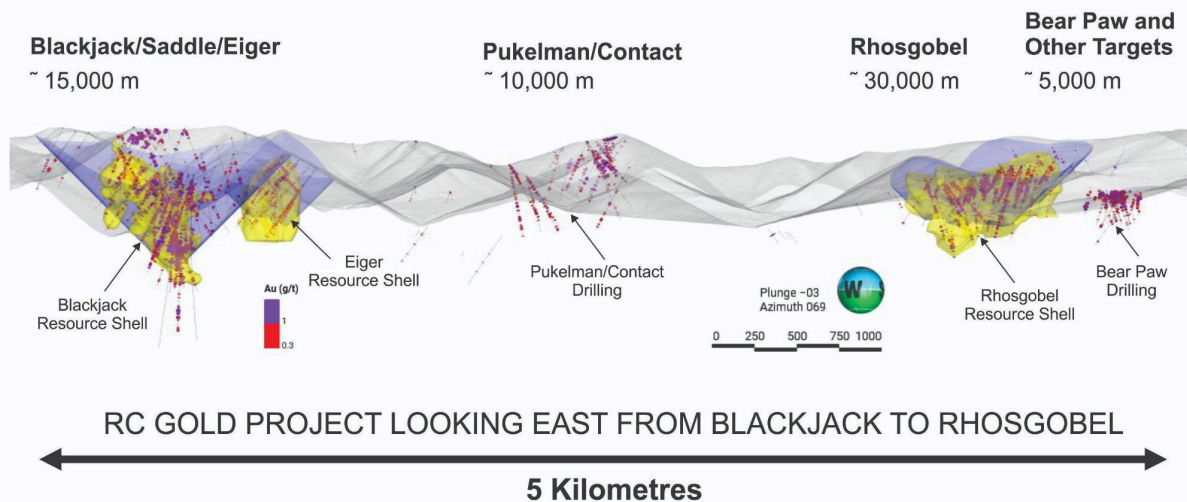 Blackjack/Saddle/Eiger
~ 15,000 m
Pukelman/Contact
~ 10,000 m
Rhosgobel
~ 30,000 m
Bear Paw and
Other Targets
~ 5,000 m
Blackjack
Resource Shell
Au (g/t)
1
0.3
Eiger
Resource Shell
Pukelman/Contact
Drilling
Plunge -03
Azimuth 069
W
0 250 500 750 1000
Rhosgobel
Resource Shell
Bear Paw
Drilling
RC GOLD PROJECT LOOKING EAST FROM BLACKJACK TO RHOSGOBEL
5 Kilometres